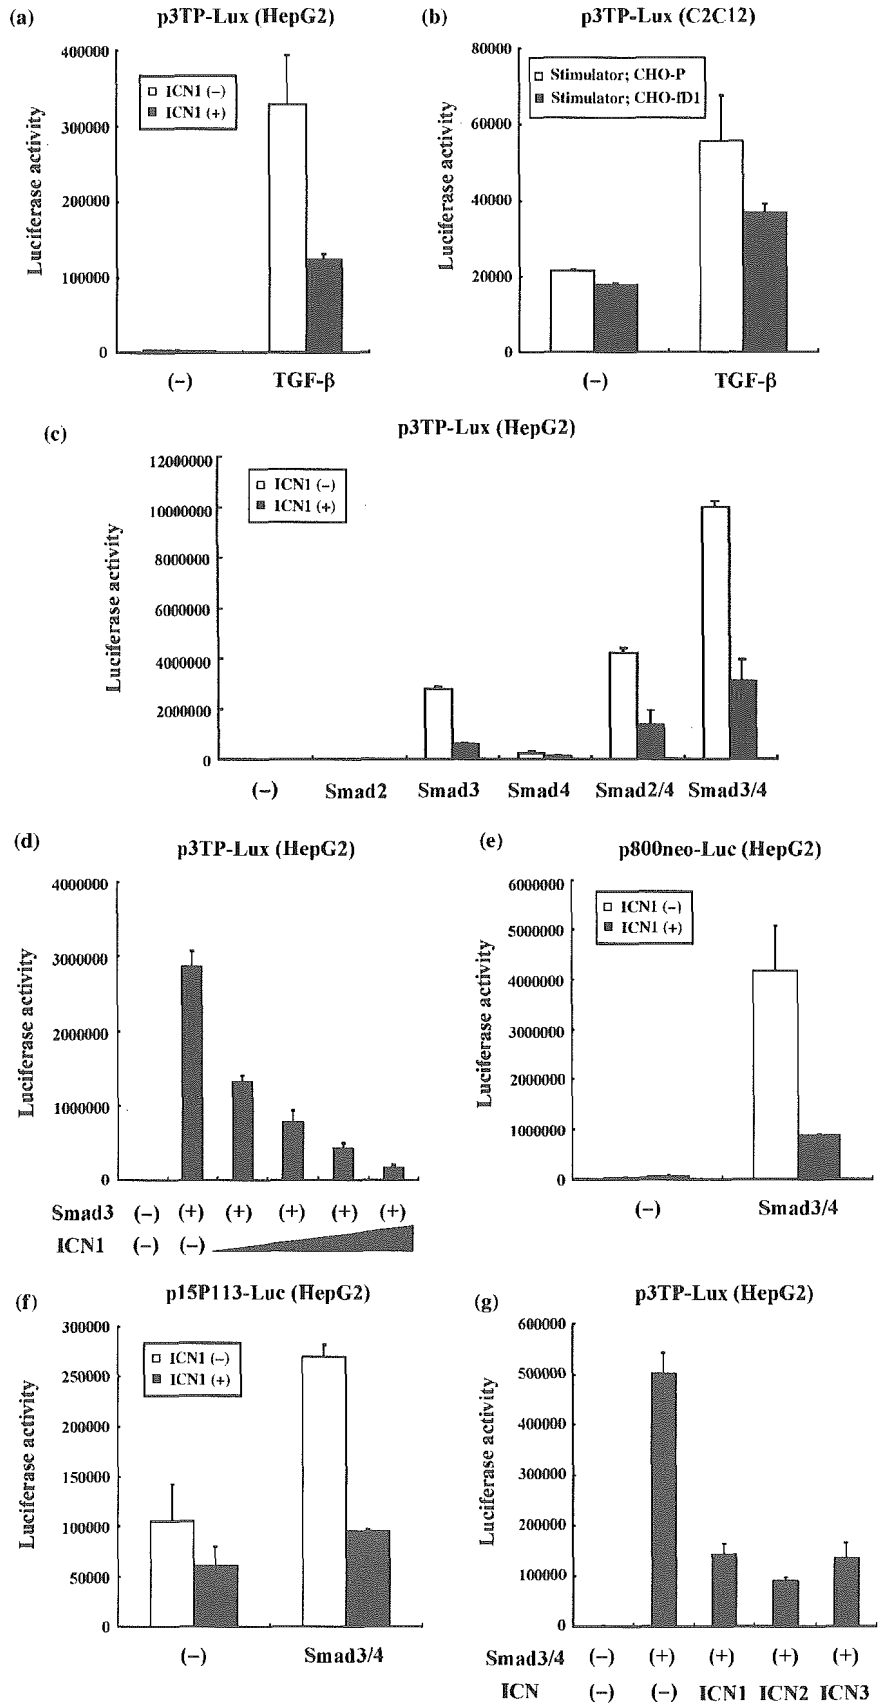 (a)
p3TP-Lux (HepG2)
400000
300000
200000
100000
0
Luciferase activity
ICN1 (–)
ICN1 (+)
(–)
TGF-β
(b)
p3TP-Lux (C2C12)
80000
60000
40000
20000
0
Luciferase activity
Stimulator; CHO-P
Stimulator; CHO-fD1
(–)
TGF-β
(c)
p3TP-Lux (HepG2)
12000000
10000000
8000000
6000000
4000000
2000000
0
Luciferase activity
ICN1 (–)
ICN1 (+)
(–) Smad2 Smad3 Smad4 Smad2/4 Smad3/4
(d)
p3TP-Lux (HepG2)
4000000
3000000
2000000
1000000
0
Luciferase activity
Smad3 (–) (+) (+) (+) (+) (+)
ICN1 (–) (–)
(e)
p800neo-Luc (HepG2)
6000000
5000000
4000000
3000000
2000000
1000000
0
Luciferase activity
ICN1 (–)
ICN1 (+)
(–)
Smad3/4
(f)
p15P113-Luc (HepG2)
300000
250000
200000
150000
100000
50000
0
Luciferase activity
ICN1 (–)
ICN1 (+)
(–)
Smad3/4
(g)
p3TP-Lux (HepG2)
600000
500000
400000
300000
200000
100000
0
Luciferase activity
Smad3/4 (–) (+) (+) (+) (+)
ICN (–) (–) ICN1 ICN2 ICN3